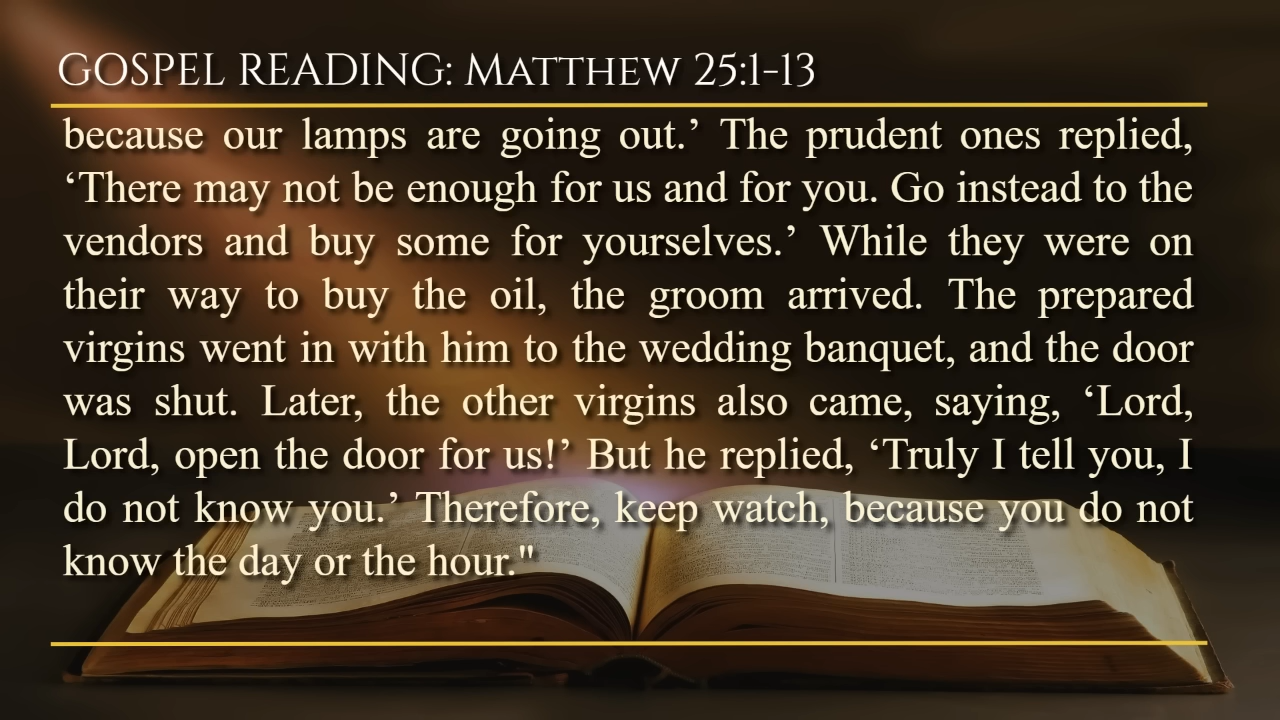 GOSPEL READING: MATTHEW 25:1-13
because our lamps are going out.’ The prudent ones replied,
‘There may not be enough for us and for you. Go instead to the
vendors and buy some for yourselves.’ While they were on
their way to buy the oil, the groom arrived. The prepared
virgins went in with him to the wedding banquet, and the door
was shut. Later, the other virgins also came, saying, ‘Lord,
Lord, open the door for us!’ But he replied, ‘Truly I tell you, I
do not know you.’ Therefore, keep watch, because you do not
know the day or the hour."